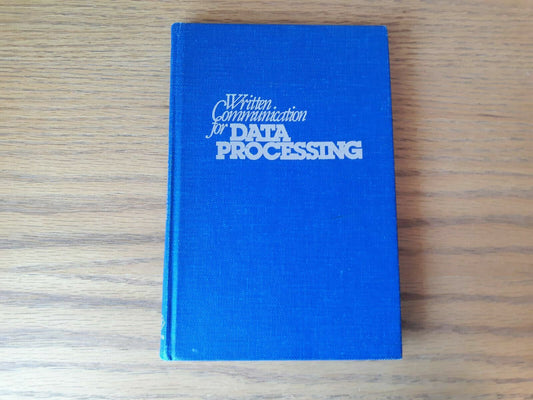 Written
Communication
for DATA
PROCESSING